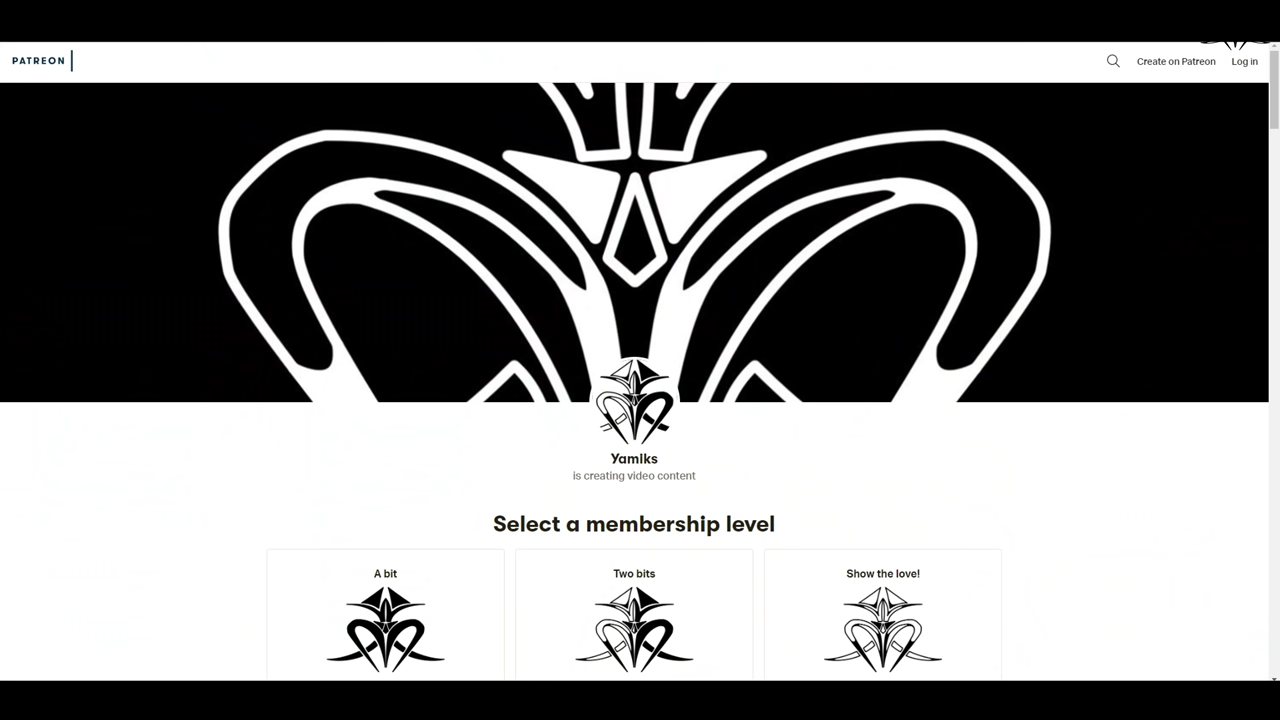 PATREON
Create on Patreon
Log in
Yamiks
is creating video content
Select a membership level
A bit
Two bits
Show the love!